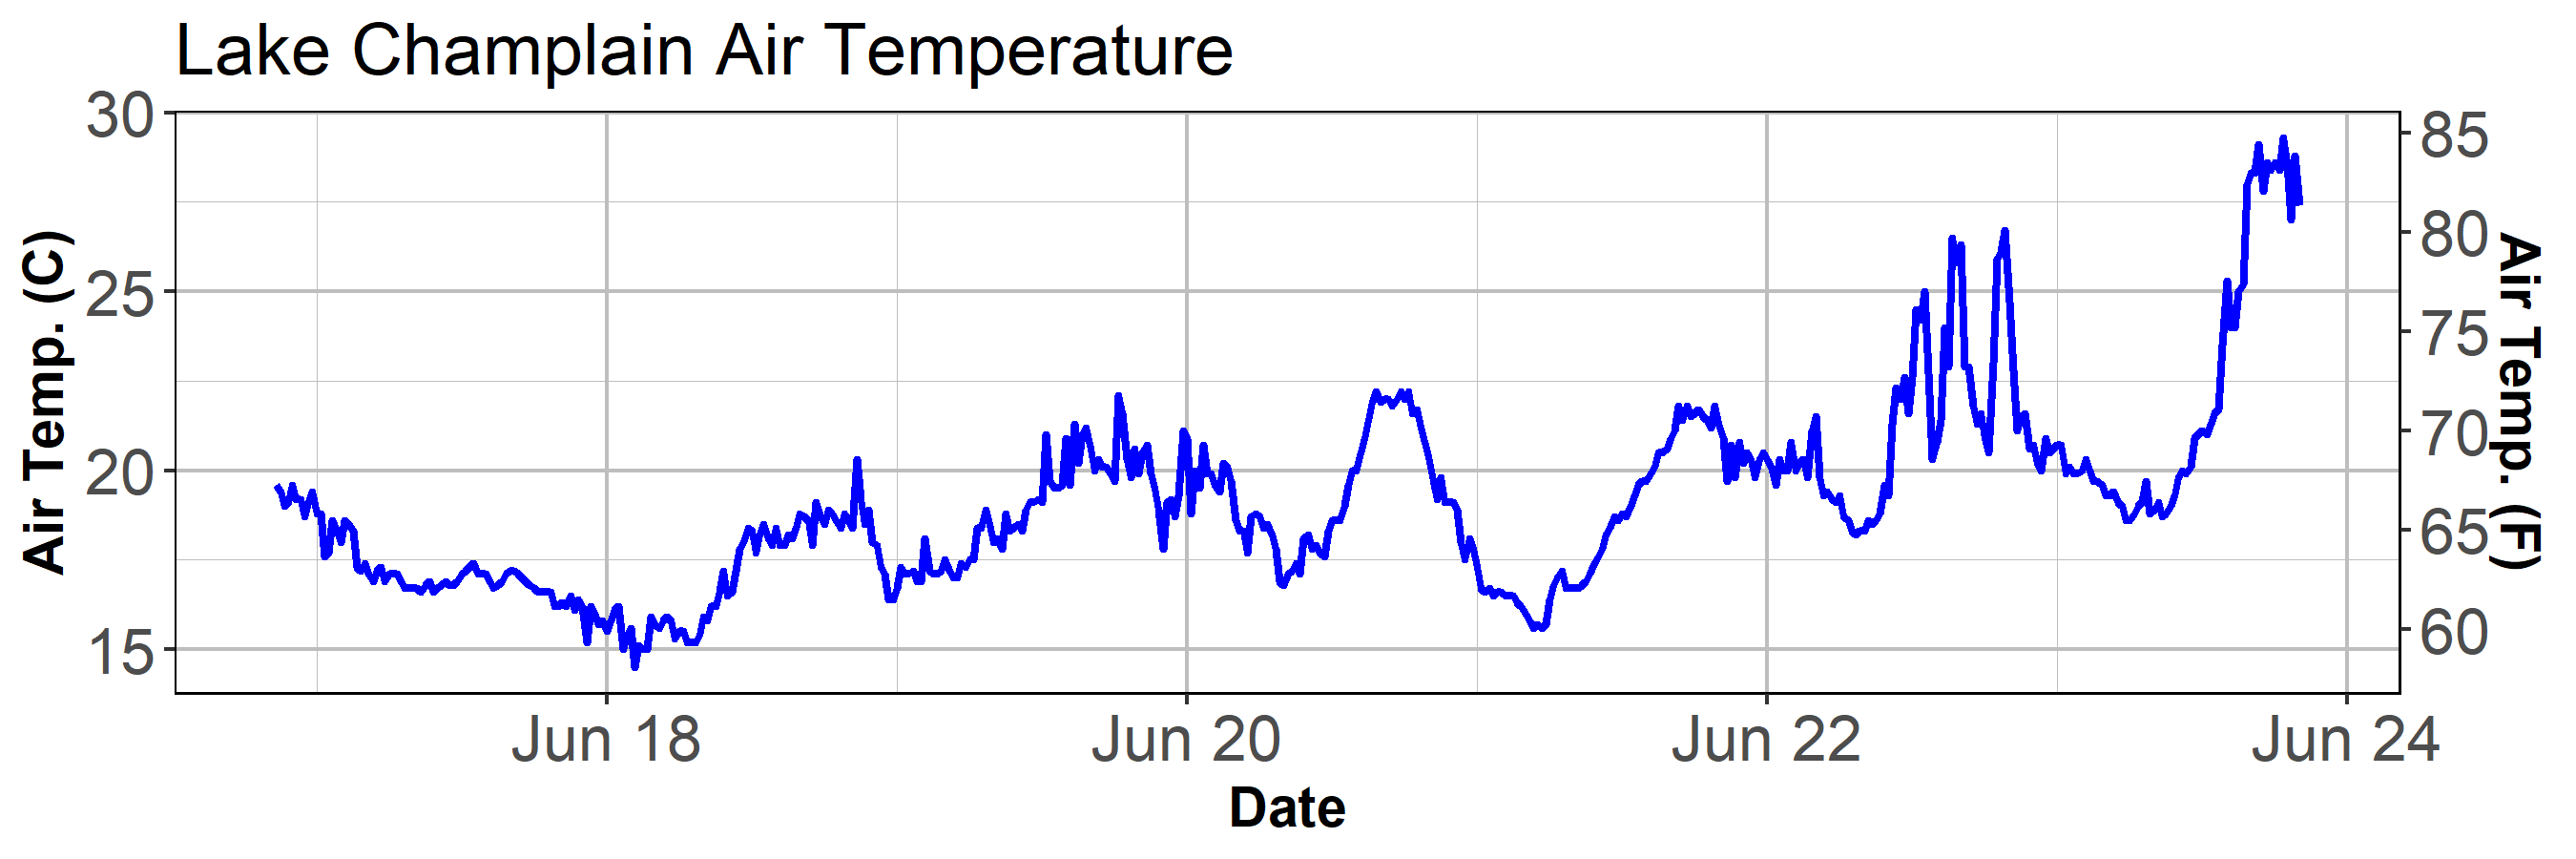 Lake Champlain Air Temperature
30
25
20
15
Air Temp. (C)
85
80
75
70
65
60
Air Temp. (F)
Jun 18
Jun 20
Jun 22
Jun 24
Date